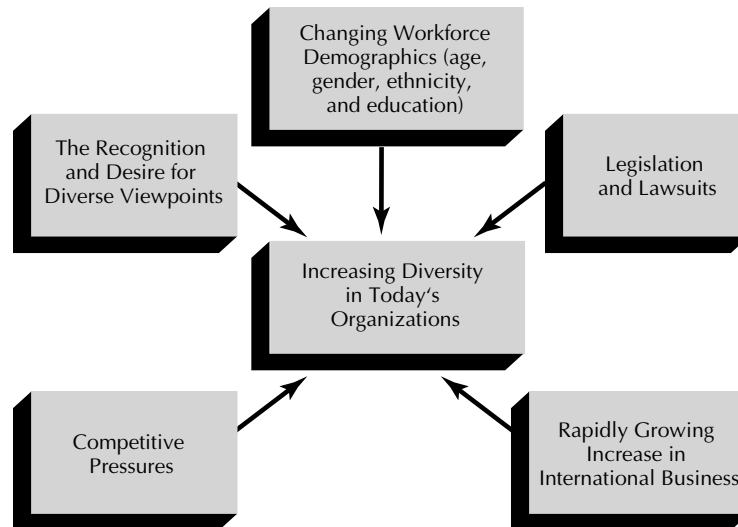 Changing Workforce
Demographics (age,
gender, ethnicity,
and education)
The Recognition
and Desire for
Diverse Viewpoints
Legislation
and Lawsuits
Increasing Diversity
in Today‘s
Organizations
Competitive
Pressures
Rapidly Growing
Increase in
International Business